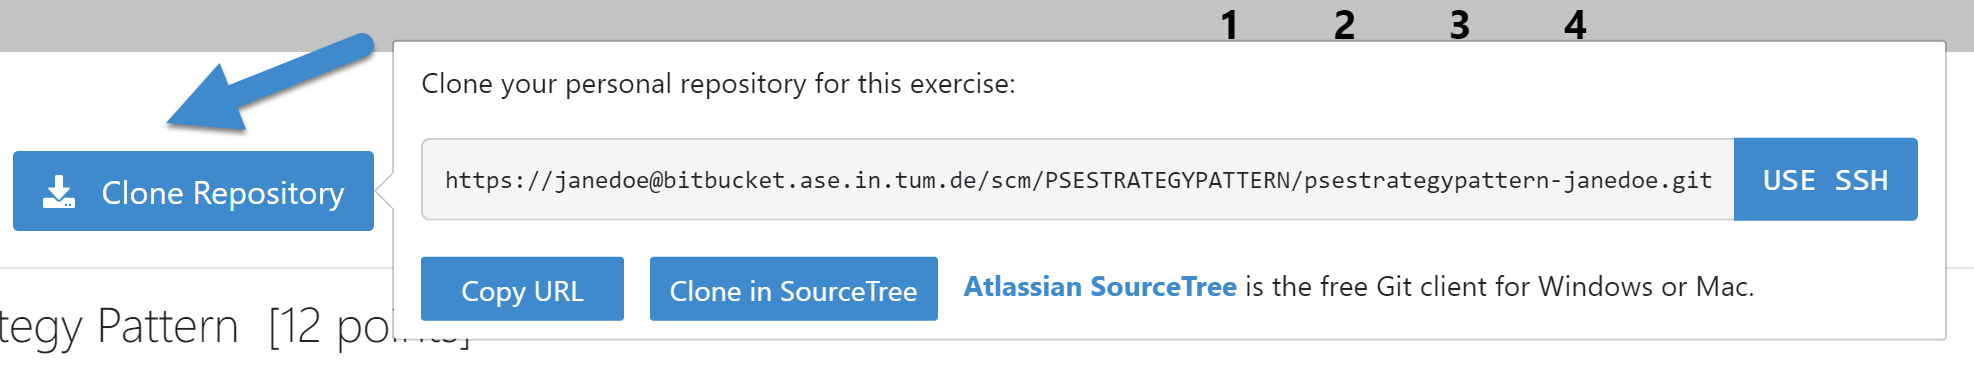 1 2 3 4
Clone your personal repository for this exercise:
Clone Repository
https://janedoe@bitbucket.ase.in.tum.de/scm/PSESTRATEGYPATTERN/psestrategypattern-janedoe.git
USE SSH
Copy URL
Clone in SourceTree
Atlassian SourceTree is the free Git client for Windows or Mac.
tegy Pattern [12 points]